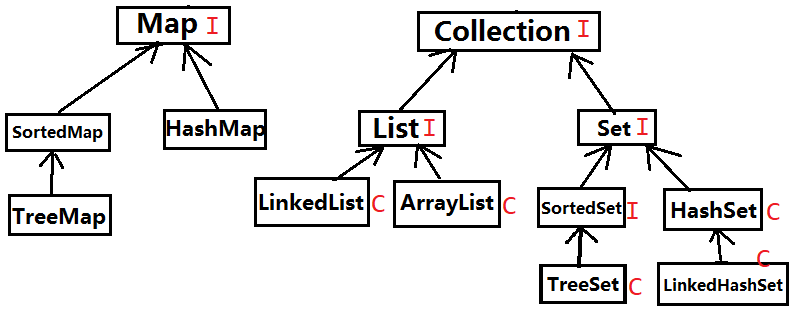 Map I
Collection I
SortedMap
HashMap
List I
Set I
TreeMap
LinkedList C
ArrayList C
SortedSet I
HashSet C
TreeSet C
C
LinkedHashSet